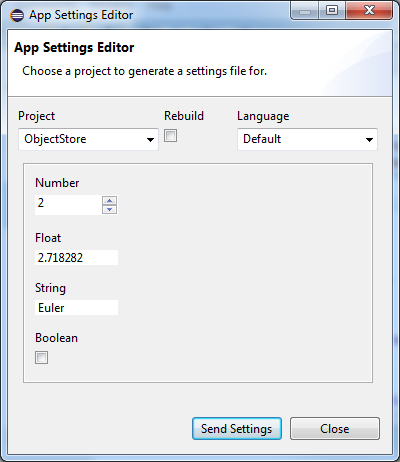 App Settings Editor
App Settings Editor
Choose a project to generate a settings file for.
Project Rebuild Language
ObjectStore Default
Number
2
Float
2.718282
String
Euler
Boolean
Send Settings Close